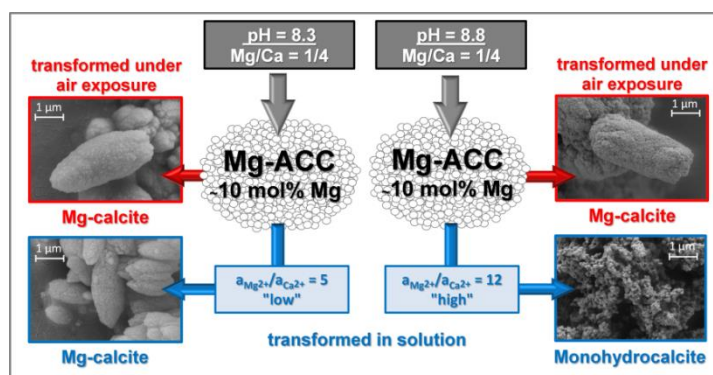 pH = 8.3
Mg/Ca = 1/4
pH = 8.8
Mg/Ca = 1/4
transformed under
air exposure
transformed under
air exposure
1 µm
1 µm
Mg-ACC
~10 mol% Mg
Mg-ACC
~10 mol% Mg
Mg-calcite
Mg-calcite
1 µm
1 µm
aMg2+/aCa2+ = 5
"low"
aMg2+/aCa2+ = 12
"high"
transformed in solution
Mg-calcite
Monohydrocalcite